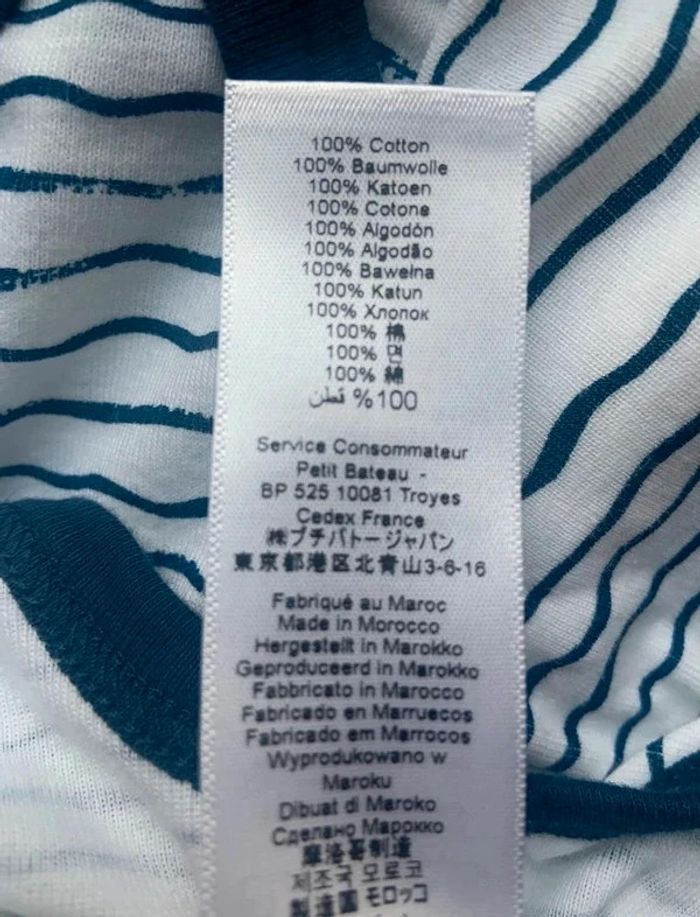 100% Cotton
100% Baumwolle
100% Katoen
100% Cotone
100% Algodón
100% Algodão
100% Bawełna
100% Katun
100% Хлопок
100% 棉
100% 면
100% 綿
%100 قطن
Service Consommateur
Petit Bateau -
BP 525 10081 Troyes
Cedex France
㈱プチバトージャパン
東京都港区北青山3-6-16
Fabriqué au Maroc
Made in Morocco
Hergestellt in Marokko
Geproduceerd in Marokko
Fabbricato in Marocco
Fabricado en Marruecos
Fabricado em Marrocos
Wyprodukowano w
Maroku
Dibuat di Maroko
Сделано Марокко
摩洛哥制造
제조국 모로코
製造國 モロッコ